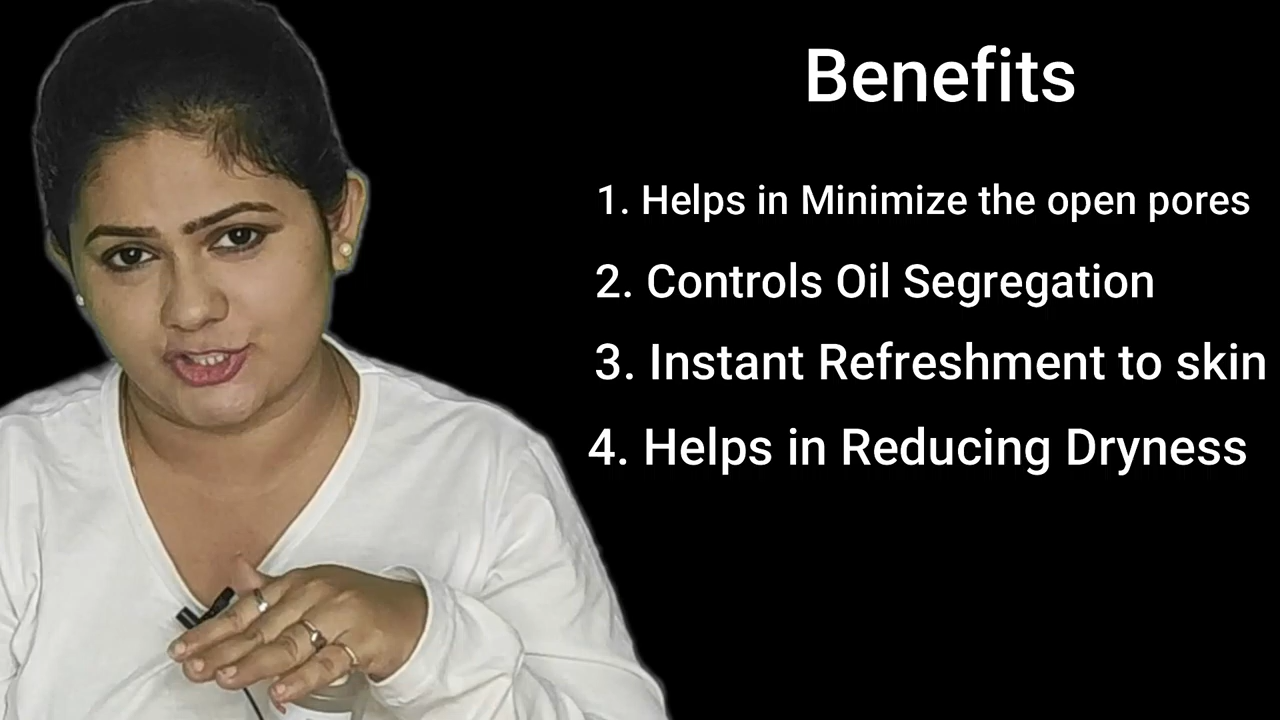 Benefits
1. Helps in Minimize the open pores
2. Controls Oil Segregation
3. Instant Refreshment to skin
4. Helps in Reducing Dryness